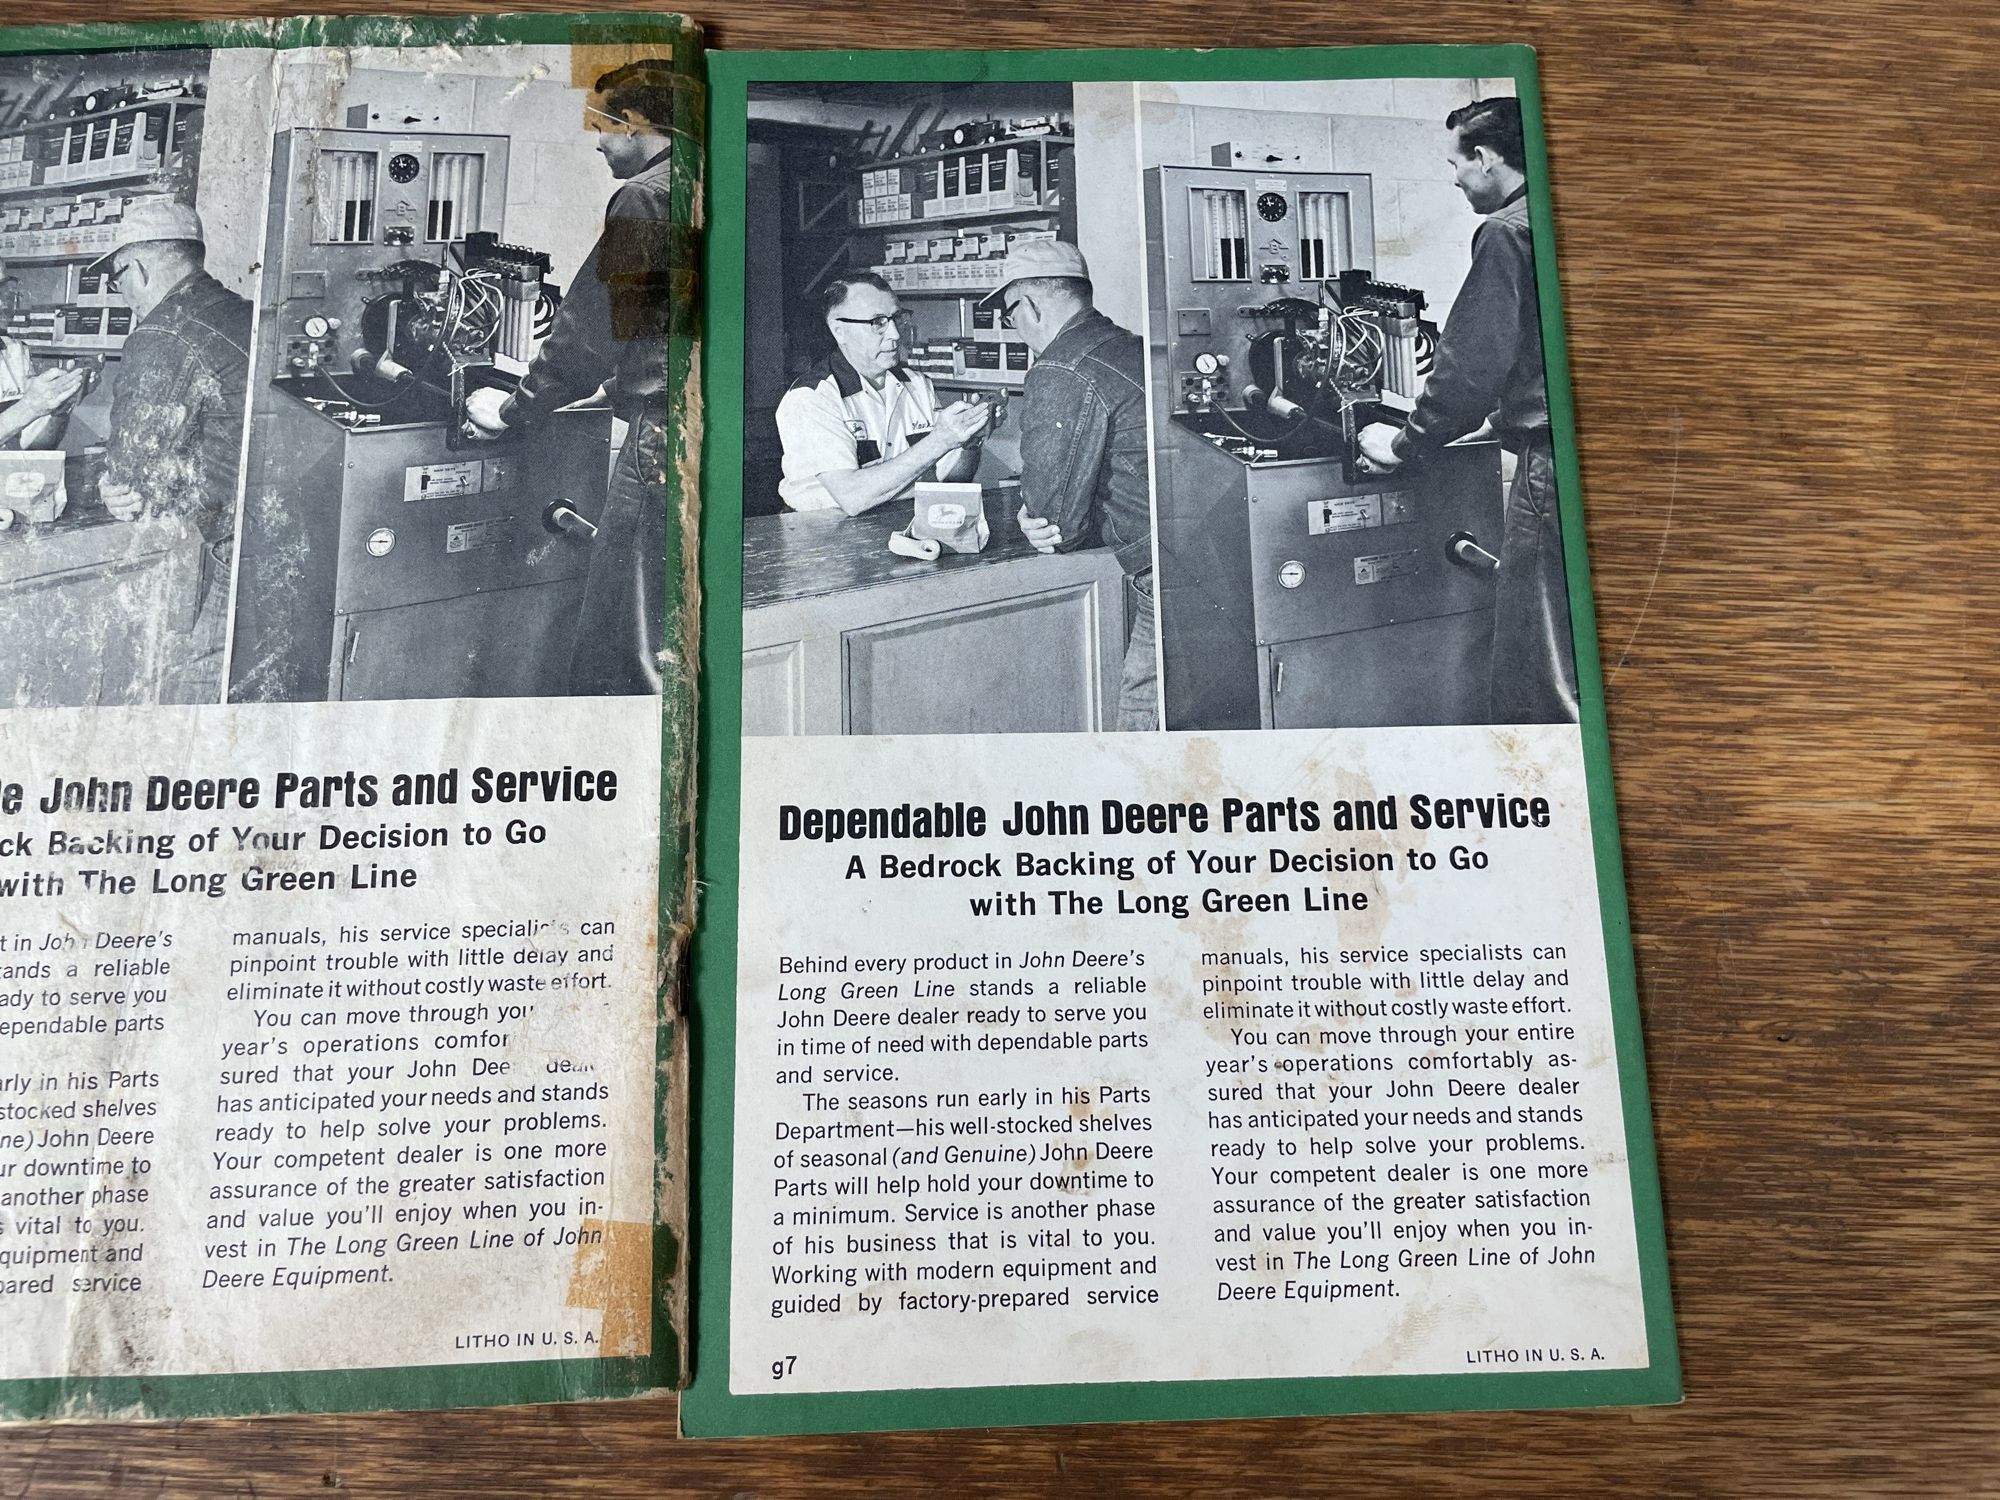 e John Deere Parts and Service
ck Backing of Your Decision to Go
with The Long Green Line
t in John Deere's
ands a reliable
ady to serve you
ependable parts
arly in his Parts
stocked shelves
ne) John Deere
ur downtime to
another phase
s vital to you.
quipment and
pared service
manuals, his service specialists can
pinpoint trouble with little delay and
eliminate it without costly waste effort.
You can move through you
year's operations comfor
sured that your John Dee deal
has anticipated your needs and stands
ready to help solve your problems.
Your competent dealer is one more
assurance of the greater satisfaction
and value you'll enjoy when you in-
vest in The Long Green Line of John
Deere Equipment.
LITHO IN U. S. A.
Dependable John Deere Parts and Service
A Bedrock Backing of Your Decision to Go
with The Long Green Line
Behind every product in John Deere's
Long Green Line stands a reliable
John Deere dealer ready to serve you
in time of need with dependable parts
and service.
The seasons run early in his Parts
Department—his well-stocked shelves
of seasonal (and Genuine) John Deere
Parts will help hold your downtime to
a minimum. Service is another phase
of his business that is vital to you.
Working with modern equipment and
guided by factory-prepared service
manuals, his service specialists can
pinpoint trouble with little delay and
eliminate it without costly waste effort.
You can move through your entire
year's operations comfortably as-
sured that your John Deere dealer
has anticipated your needs and stands
ready to help solve your problems.
Your competent dealer is one more
assurance of the greater satisfaction
and value you'll enjoy when you in-
vest in The Long Green Line of John
Deere Equipment.
g7
LITHO IN U. S. A.